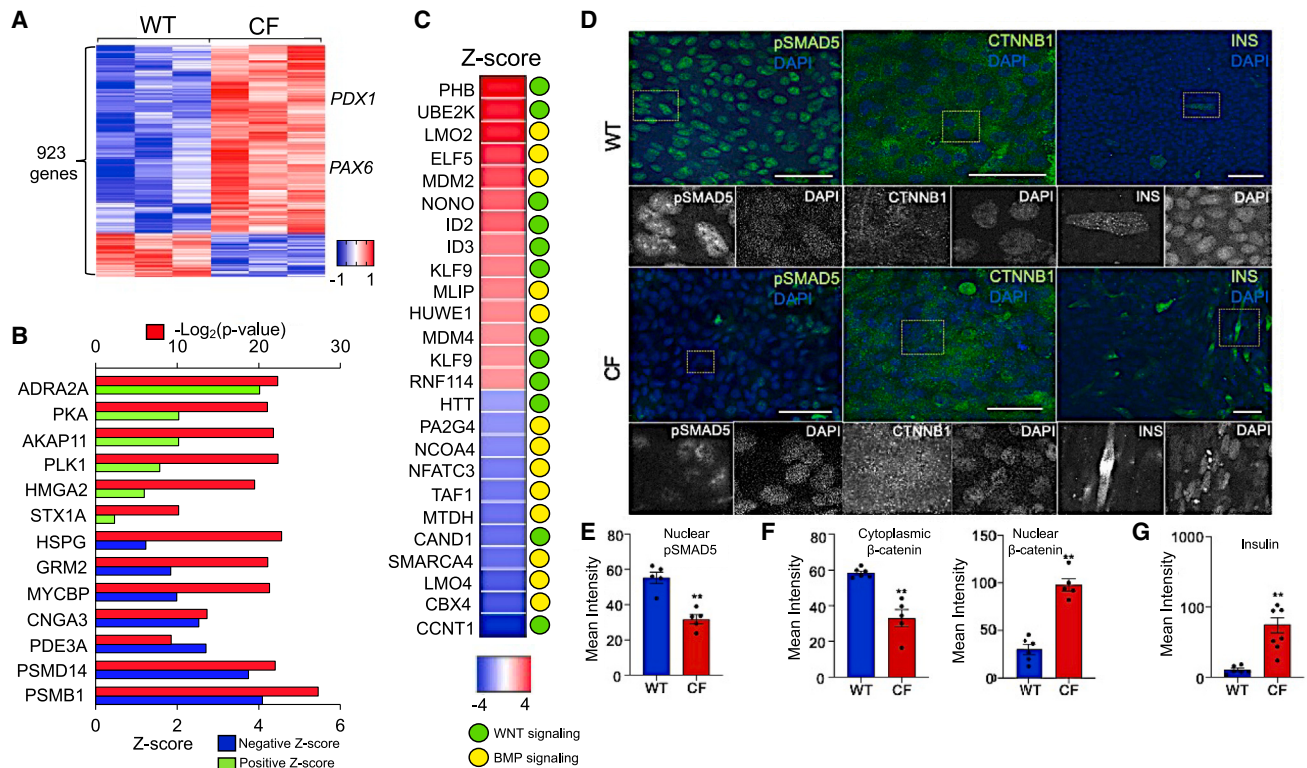 A
WT CF
923
genes
PDX1
PAX6
-1 1
B
-Log₂(p-value)
0 10 20 30
ADRA2A
PKA
AKAP11
PLK1
HMGA2
STX1A
HSPG
GRM2
MYCBP
CNGA3
PDE3A
PSMD14
PSMB1
0 2 4 6
Z-score
Negative Z-score
Positive Z-score
C
Z-score
PHB
UBE2K
LMO2
ELF5
MDM2
NONO
ID2
ID3
KLF9
MLIP
HUWE1
MDM4
KLF9
RNF114
HTT
PA2G4
NCOA4
NFATC3
TAF1
MTDH
CAND1
SMARCA4
LMO4
CBX4
CCNT1
-4 4
WNT signaling
BMP signaling
D
WT
pSMAD5
DAPI
CTNNB1
DAPI
INS
DAPI
pSMAD5 DAPI CTNNB1 DAPI INS DAPI
CF
pSMAD5
DAPI
CTNNB1
DAPI
INS
DAPI
pSMAD5 DAPI CTNNB1 DAPI INS DAPI
E
Nuclear
pSMAD5
Mean Intensity
80
60
40
20
0
**
WT CF
F
Cytoplasmic
β-catenin
Mean Intensity
80
60
40
20
0
**
WT CF
Nuclear
β-catenin
Mean Intensity
150
100
50
0
**
WT CF
G
Insulin
Mean Intensity
1000
100
0
**
WT CF